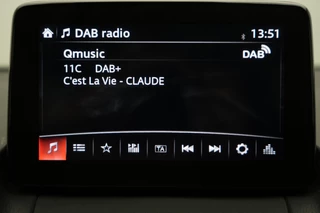 DAB radio 13:51
Qmusic DAB
11C DAB+
C'est La Vie - CLAUDE
TA